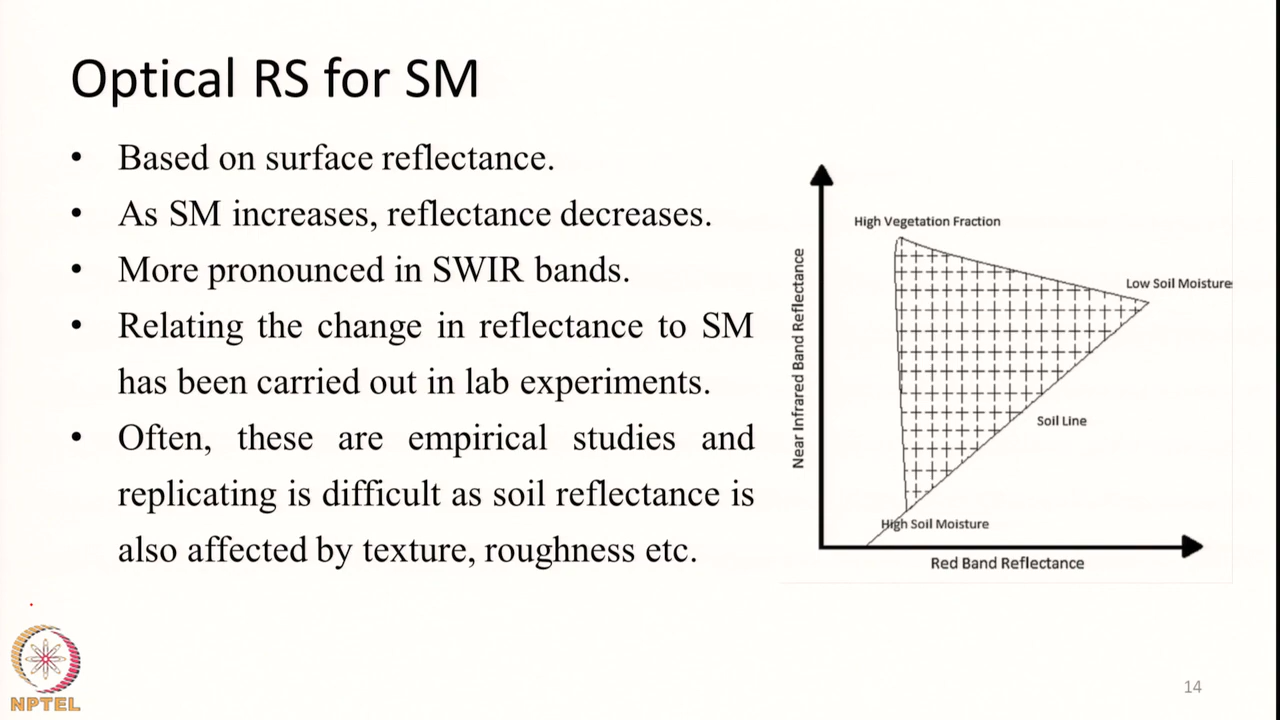 Optical RS for SM
• Based on surface reflectance.
• As SM increases, reflectance decreases.
• More pronounced in SWIR bands.
• Relating the change in reflectance to SM
has been carried out in lab experiments.
• Often, these are empirical studies and
replicating is difficult as soil reflectance is
also affected by texture, roughness etc.
High Vegetation Fraction
Low Soil Moisture
Near Infrared Band Reflectance
Soil Line
High Soil Moisture
Red Band Reflectance
NPTEL
14